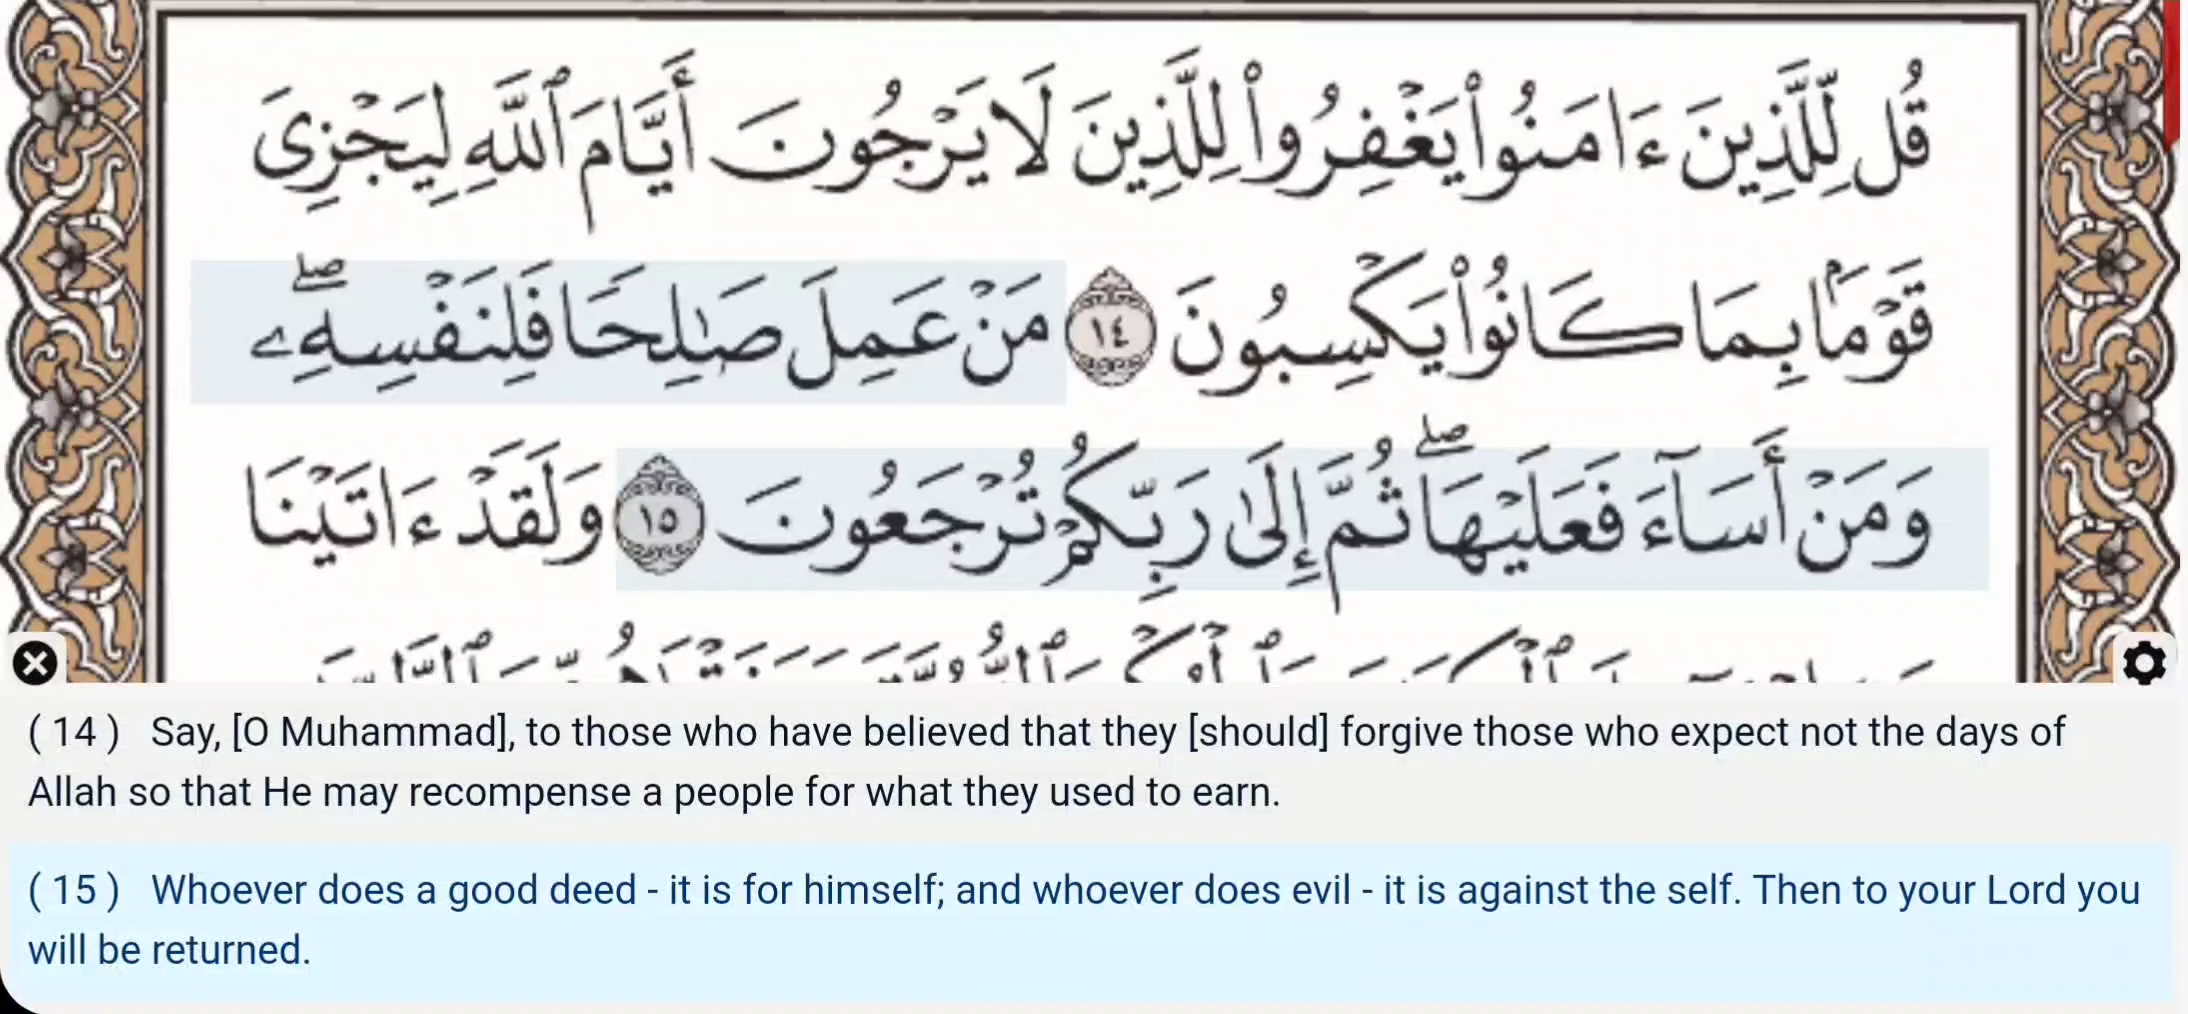 قُل لِّلَّذِينَ ءَامَنُواْ يَغْفِرُواْ لِلَّذِينَ لَا يَرْجُونَ أَيَّامَ ٱللَّهِ لِيَجْزِىَ
قَوْمَۢا بِمَا كَانُواْ يَكْسِبُونَ ١٤ مَنْ عَمِلَ صَٰلِحًا فَلِنَفْسِهِۦۖ
وَمَنْ أَسَآءَ فَعَلَيْهَاۖ ثُمَّ إِلَىٰ رَبِّكُمْ تُرْجَعُونَ ١٥ وَلَقَدْ ءَاتَيْنَا
( 14 ) Say, [O Muhammad], to those who have believed that they [should] forgive those who expect not the days of
Allah so that He may recompense a people for what they used to earn.
( 15 ) Whoever does a good deed - it is for himself; and whoever does evil - it is against the self. Then to your Lord you
will be returned.